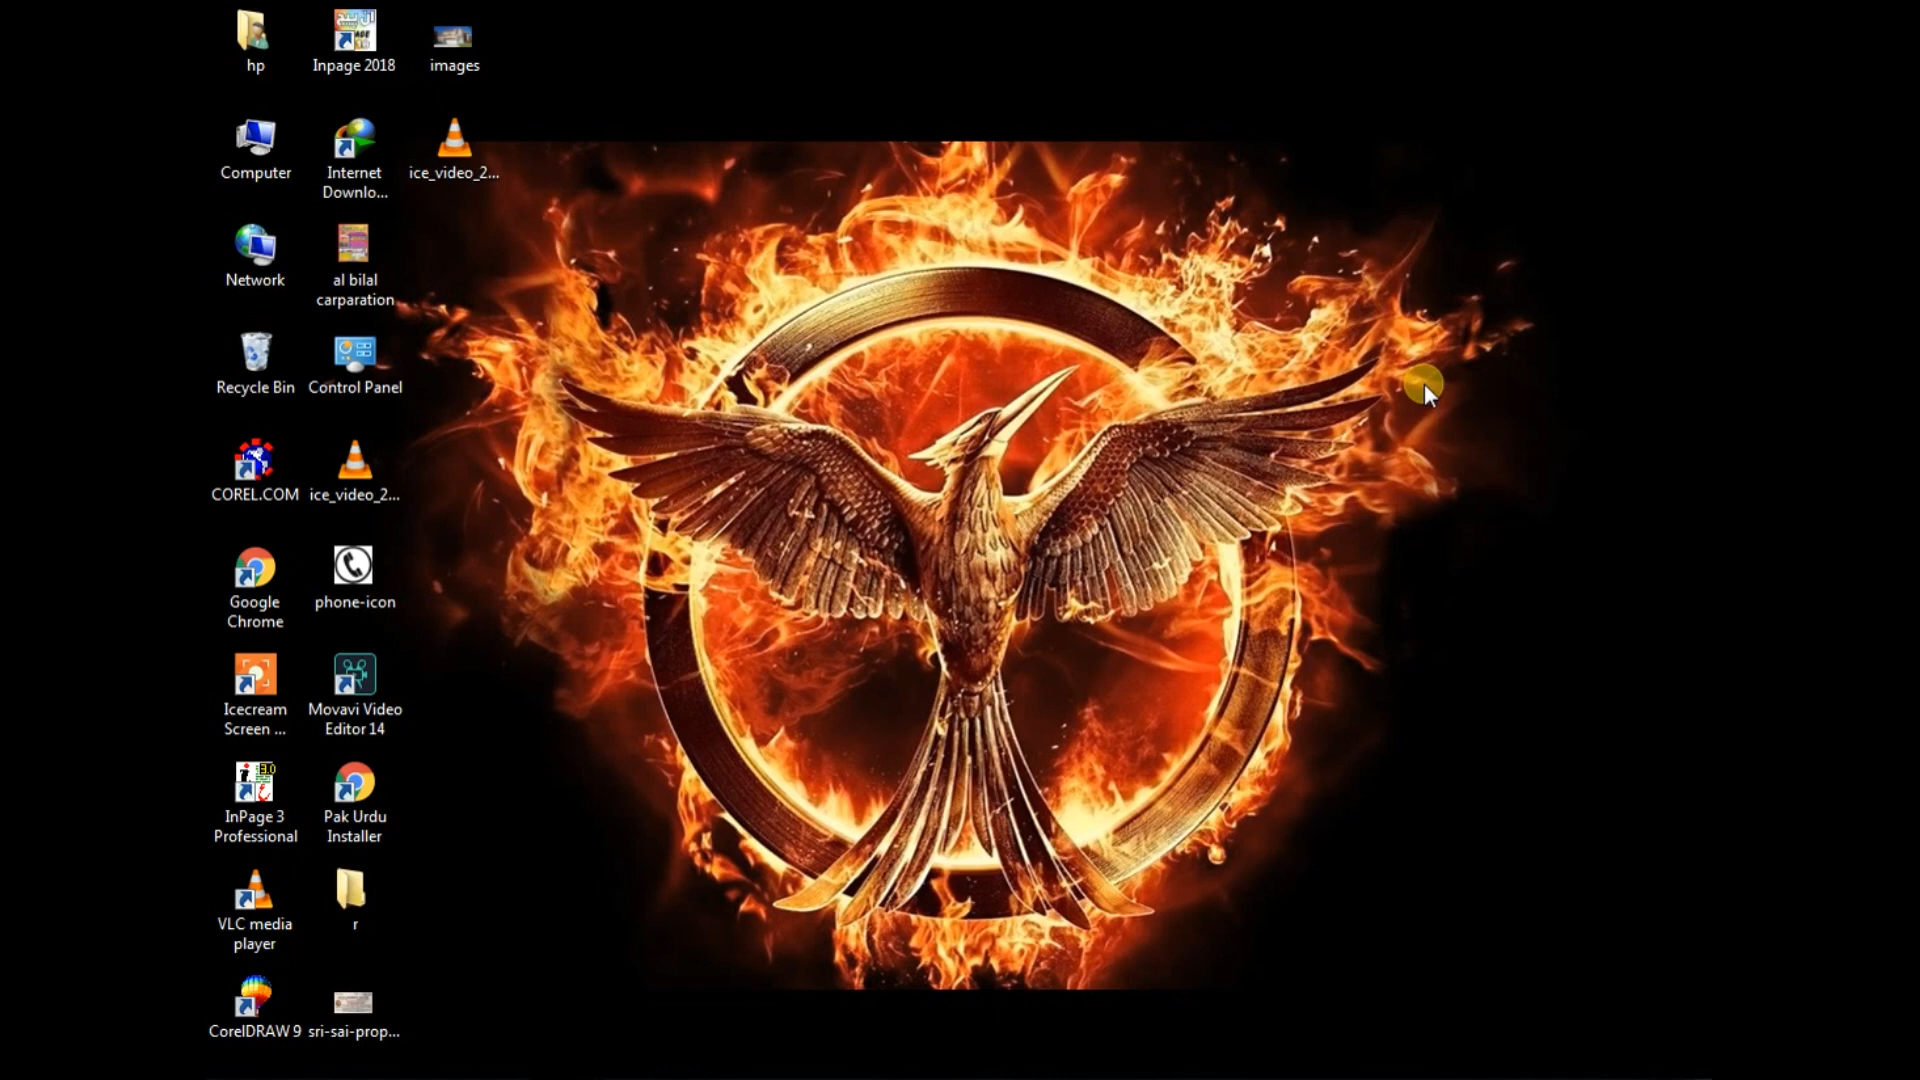 hp
Inpage 2018
images
Computer
Internet
Downlo...
ice_video_2...
Network
al bilal
carparation
Recycle Bin
Control Panel
COREL.COM
ice_video_2...
Google
Chrome
phone-icon
Icecream
Screen ...
Movavi Video
Editor 14
InPage 3
Professional
Pak Urdu
Installer
VLC media
player
r
CorelDRAW 9
sri-sai-prop...